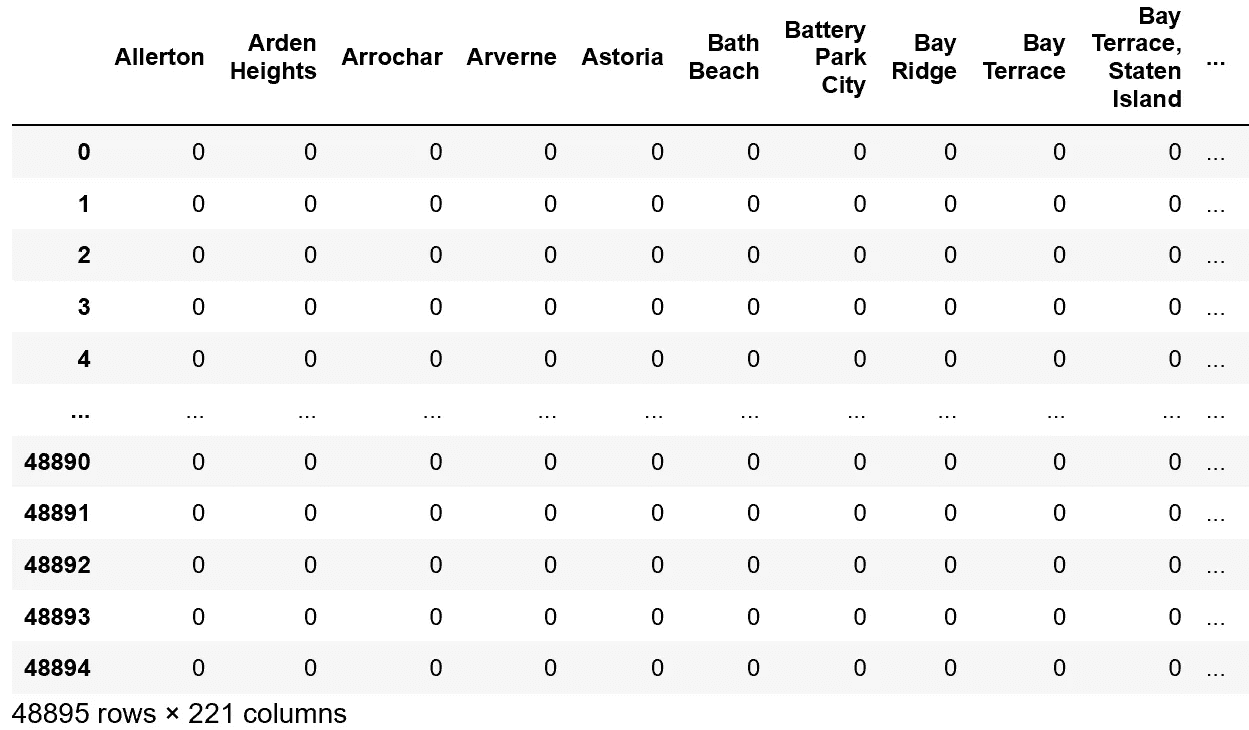 Allerton Arden Heights Arrochar Arverne Astoria Bath Beach Battery Park City Bay Ridge Bay Terrace Bay Terrace, Staten Island ...
0 0 0 0 0 0 0 0 0 0 0 ...
1 0 0 0 0 0 0 0 0 0 0 ...
2 0 0 0 0 0 0 0 0 0 0 ...
3 0 0 0 0 0 0 0 0 0 0 ...
4 0 0 0 0 0 0 0 0 0 0 ...
... ... ... ... ... ... ... ... ... ... ... ...
48890 0 0 0 0 0 0 0 0 0 0 ...
48891 0 0 0 0 0 0 0 0 0 0 ...
48892 0 0 0 0 0 0 0 0 0 0 ...
48893 0 0 0 0 0 0 0 0 0 0 ...
48894 0 0 0 0 0 0 0 0 0 0 ...
48895 rows × 221 columns